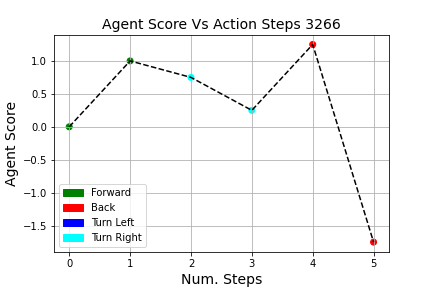 Agent Score Vs Action Steps 3266
Agent Score
1.0
0.5
0.0
−0.5
−1.0
−1.5
Forward
Back
Turn Left
Turn Right
0 1 2 3 4 5
Num. Steps